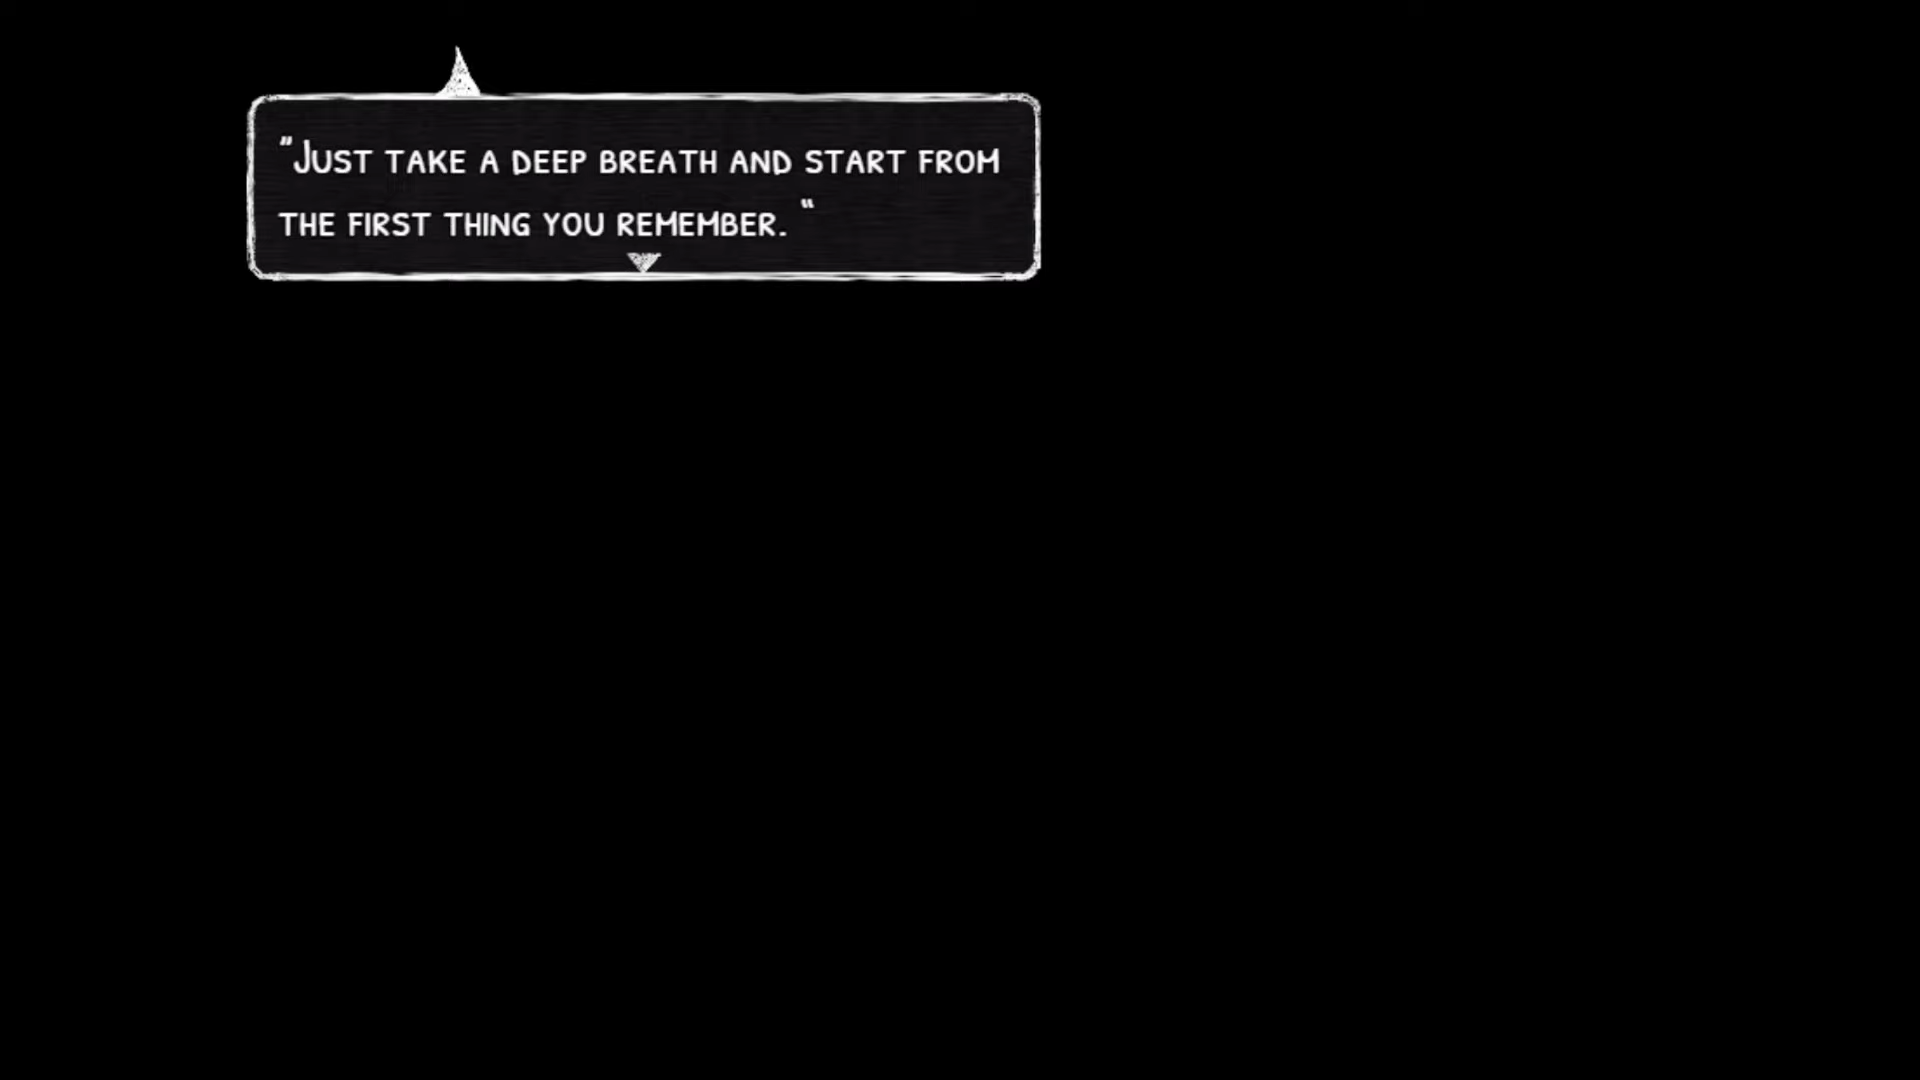 "Just take a deep breath and start from
the first thing you remember. "